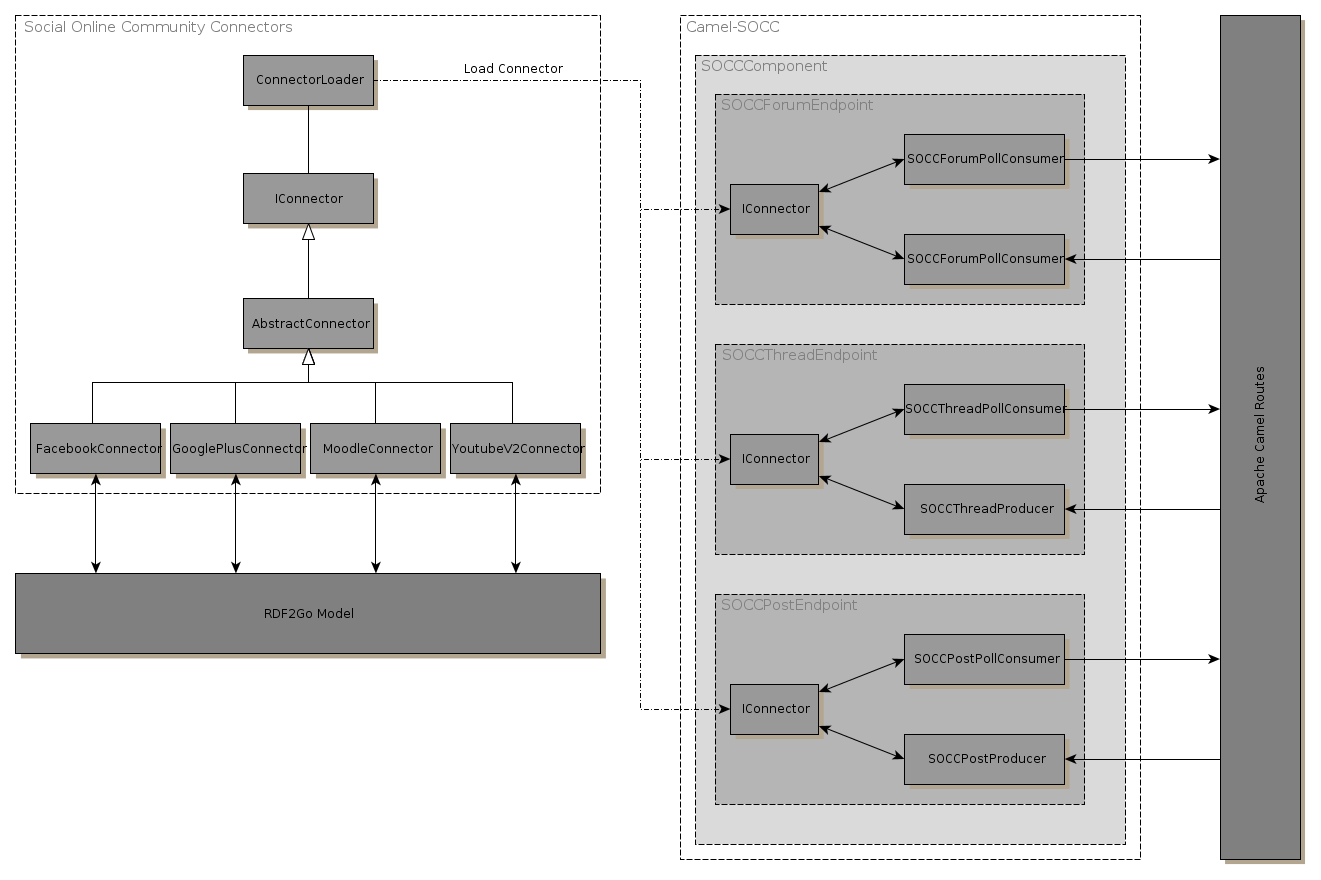 Social Online Community Connectors
ConnectorLoader
Load Connector
IConnector
AbstractConnector
FacebookConnector
GooglePlusConnector
MoodleConnector
YoutubeV2Connector
RDF2Go Model
Camel-SOCC
SOCCComponent
SOCCForumEndpoint
SOCCForumPollConsumer
IConnector
SOCCForumPollConsumer
SOCCThreadEndpoint
SOCCThreadPollConsumer
IConnector
SOCCThreadProducer
SOCCPostEndpoint
SOCCPostPollConsumer
IConnector
SOCCPostProducer
Apache Camel Routes